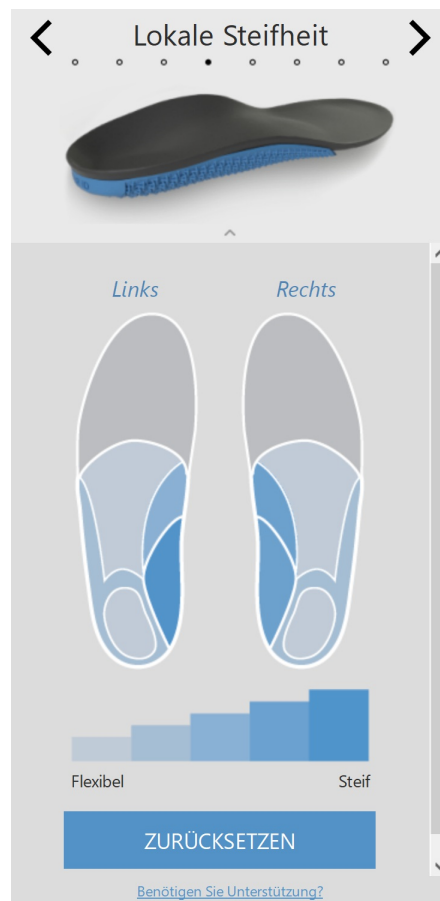 Lokale Steifheit
Links Rechts
Flexibel Steif
ZURÜCKSETZEN
Benötigen Sie Unterstützung?